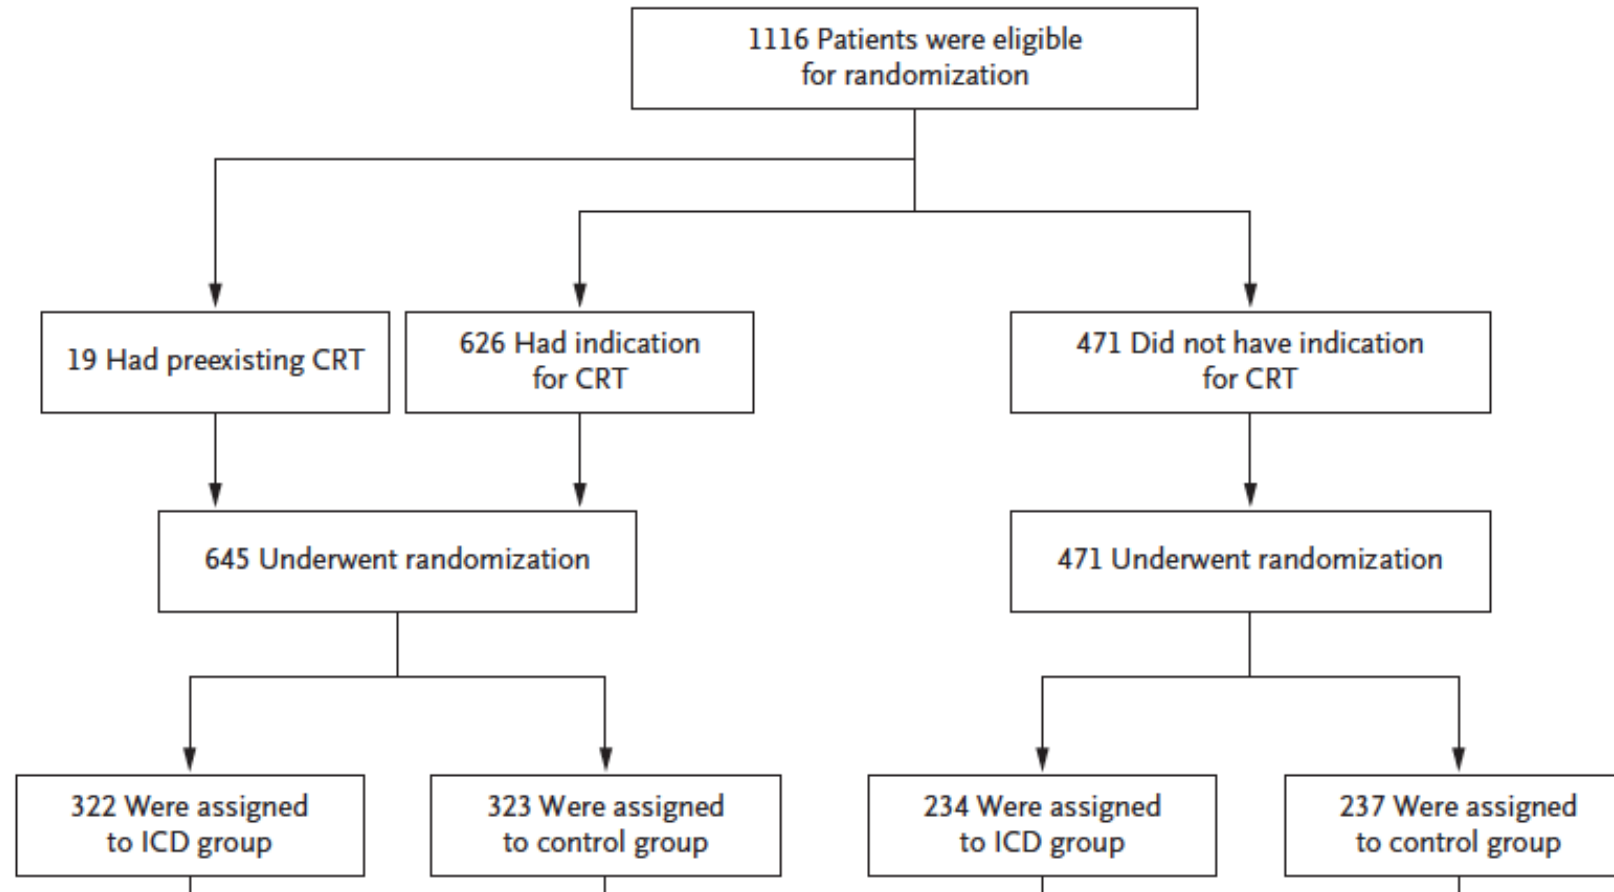 1116 Patients were eligible
for randomization
19 Had preexisting CRT
626 Had indication
for CRT
471 Did not have indication
for CRT
645 Underwent randomization
471 Underwent randomization
322 Were assigned
to ICD group
323 Were assigned
to control group
234 Were assigned
to ICD group
237 Were assigned
to control group